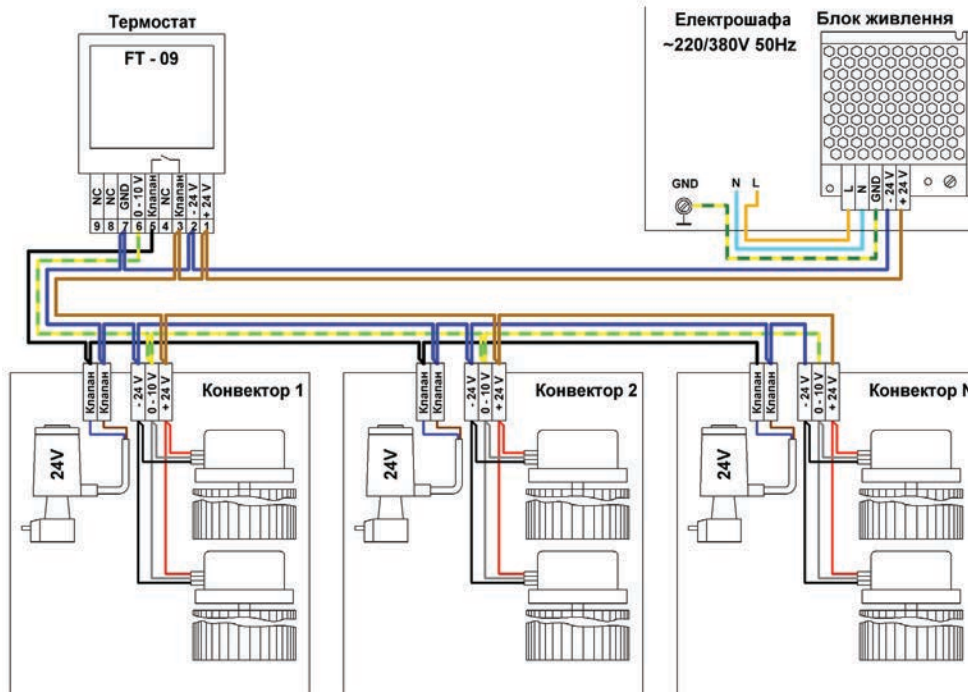 Термостат
FT - 09
Електрошафа
~220/380V 50Hz
Блок живлення
GND
N
L
L
N
GND
- 24 V
+ 24 V
NC
NC
GND
0 - 10 V
Клапан
NC
Клапан
- 24 V
+ 24 V
9
8
7
6
5
4
3
2
1
Клапан
Клапан
- 24 V
0 - 10 V
+ 24 V
Конвектор 1
24V
Клапан
Клапан
- 24 V
0 - 10 V
+ 24 V
Конвектор 2
24V
Клапан
Клапан
- 24 V
0 - 10 V
+ 24 V
Конвектор N
24V